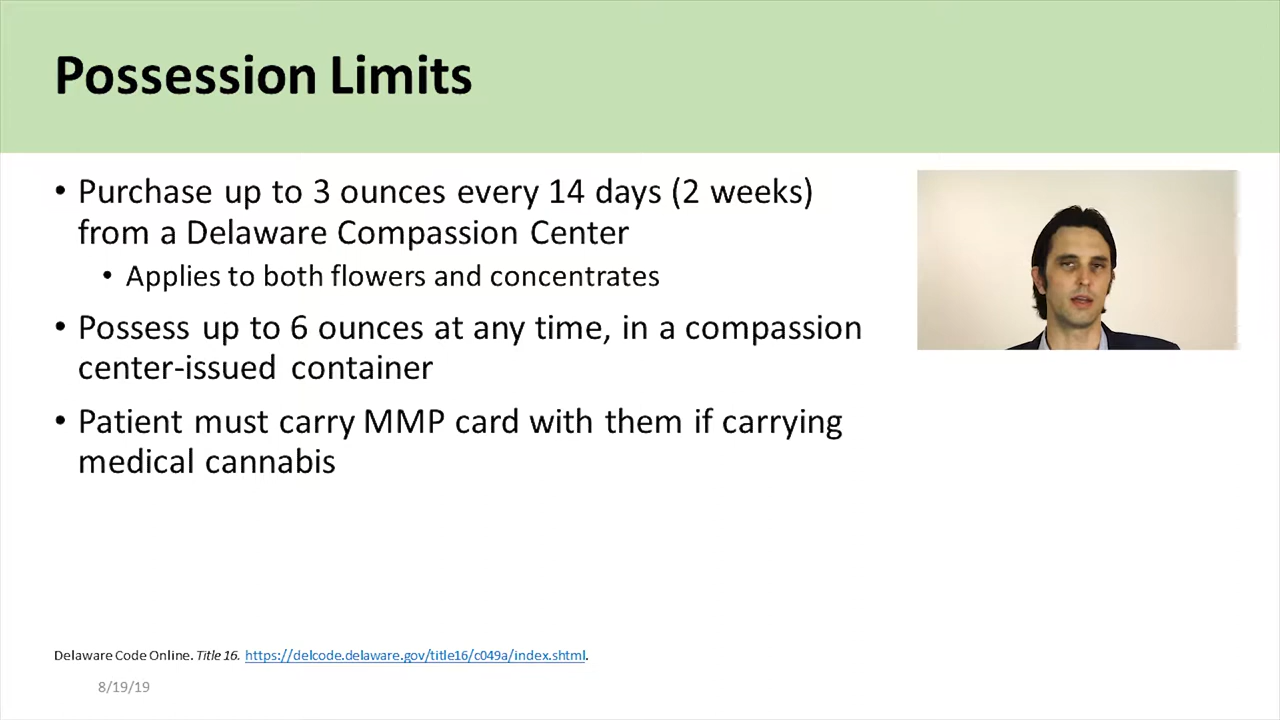 Possession Limits
• Purchase up to 3 ounces every 14 days (2 weeks)
from a Delaware Compassion Center
• Applies to both flowers and concentrates
• Possess up to 6 ounces at any time, in a compassion
center-issued container
• Patient must carry MMP card with them if carrying
medical cannabis
Delaware Code Online. Title 16. https://delcode.delaware.gov/title16/c049a/index.shtml.
8/19/19